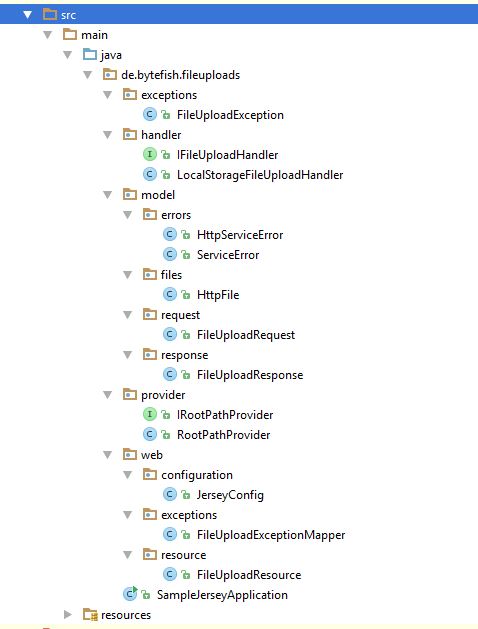 src
main
java
de.bytefish.fileuploads
exceptions
FileUploadException
handler
IFileUploadHandler
LocalStorageFileUploadHandler
model
errors
HttpServiceError
ServiceError
files
HttpFile
request
FileUploadRequest
response
FileUploadResponse
provider
IRootPathProvider
RootPathProvider
web
configuration
JerseyConfig
exceptions
FileUploadExceptionMapper
resource
FileUploadResource
SampleJerseyApplication
resources